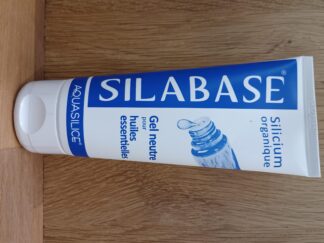 AQUASILICE®
SILABASE®
Gel neutre
pour
huiles
essentielles
Silicium
organique